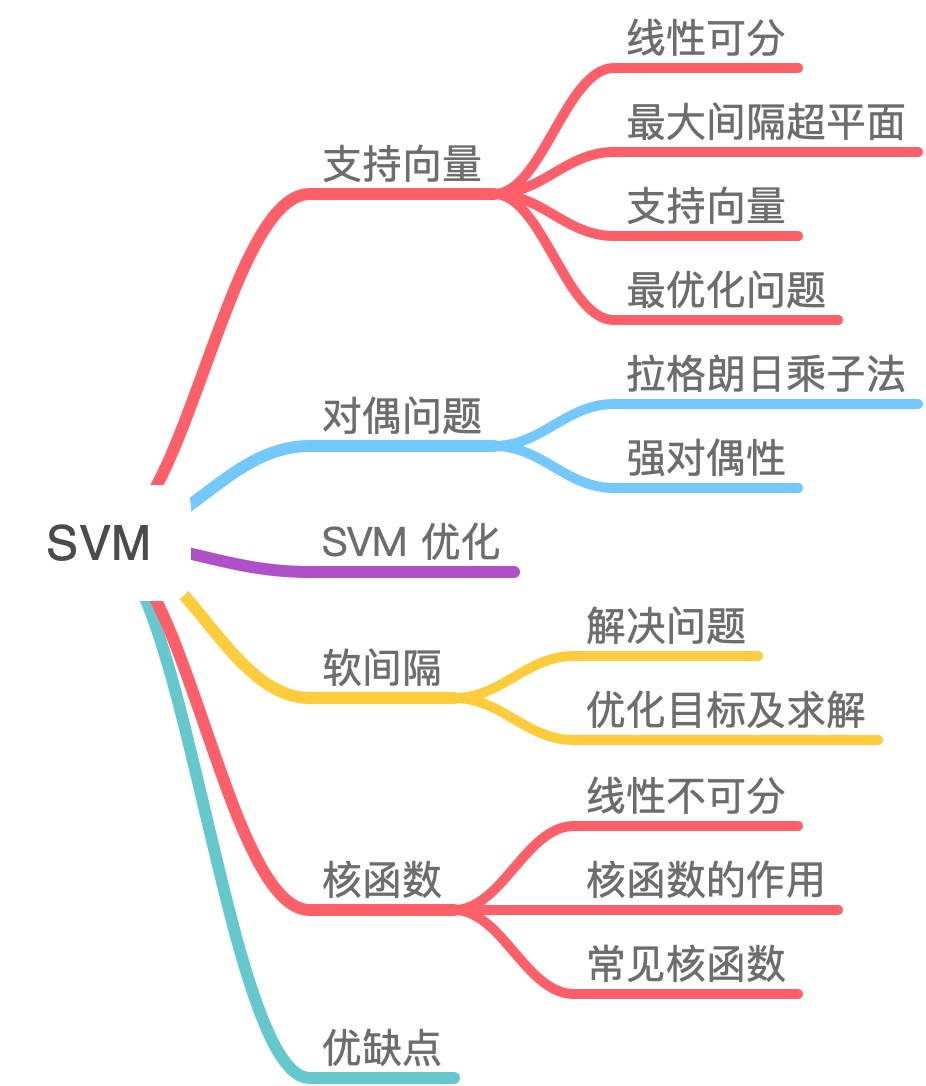 SVM
支持向量
线性可分
最大间隔超平面
支持向量
最优化问题
对偶问题
拉格朗日乘子法
强对偶性
SVM 优化
软间隔
解决问题
优化目标及求解
核函数
线性不可分
核函数的作用
常见核函数
优缺点